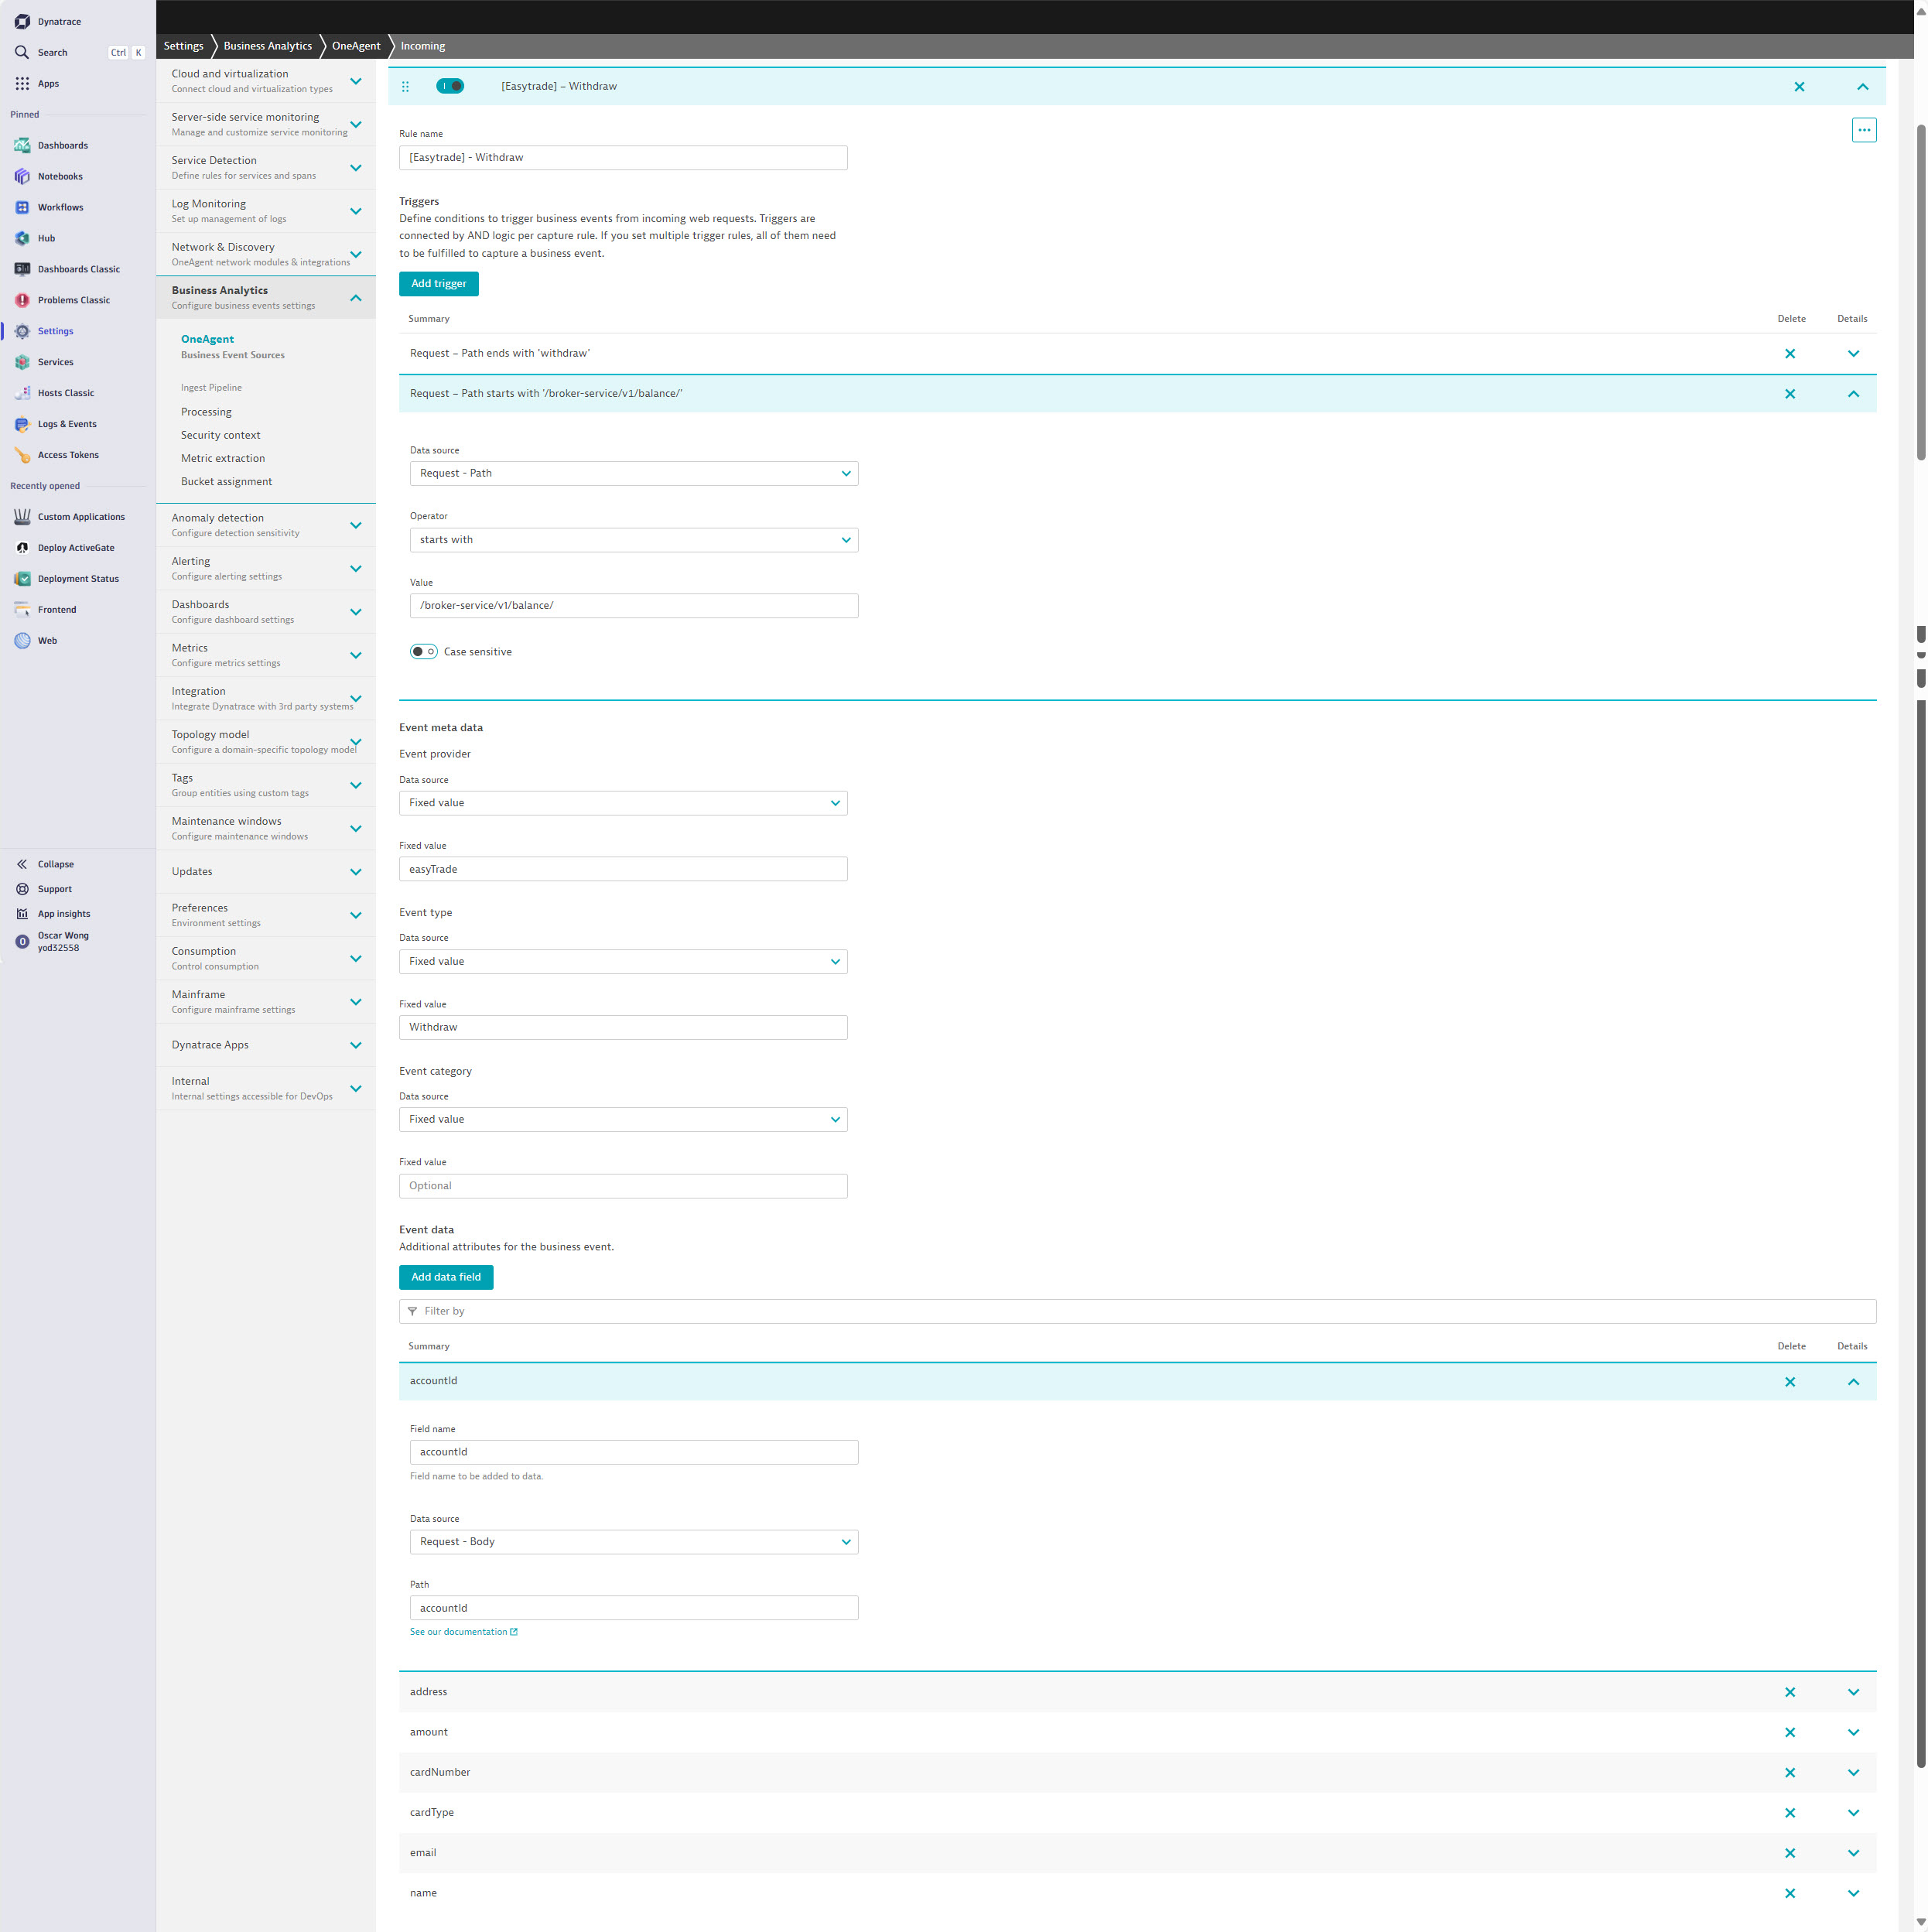 Dynatrace
Search Ctrl K
Apps
Pinned
Dashboards
Notebooks
Workflows
Hub
Dashboards Classic
Problems Classic
Settings
Services
Hosts Classic
Logs & Events
Access Tokens
Recently opened
Custom Applications
Deploy ActiveGate
Deployment Status
Frontend
Web
Collapse
Support
App insights
O
Oscar Wong
yod32558
Settings Business Analytics OneAgent Incoming
Cloud and virtualization
Connect cloud and virtualization types
Server-side service monitoring
Manage and customize service monitoring
Service Detection
Define rules for services and spans
Log Monitoring
Set up management of logs
Network & Discovery
OneAgent network modules & integrations
Business Analytics
Configure business events settings
OneAgent
Business Event Sources
Ingest Pipeline
Processing
Security context
Metric extraction
Bucket assignment
Anomaly detection
Configure detection sensitivity
Alerting
Configure alerting settings
Dashboards
Configure dashboard settings
Metrics
Configure metrics settings
Integration
Integrate Dynatrace with 3rd party systems
Topology model
Configure a domain-specific topology model
Tags
Group entities using custom tags
Maintenance windows
Configure maintenance windows
Updates
Preferences
Environment settings
Consumption
Control consumption
Mainframe
Configure mainframe settings
Dynatrace Apps
Internal
Internal settings accessible for DevOps
[Easytrade] – Withdraw
Rule name
[Easytrade] - Withdraw
Triggers
Define conditions to trigger business events from incoming web requests. Triggers are
connected by AND logic per capture rule. If you set multiple trigger rules, all of them need
to be fulfilled to capture a business event.
Add trigger
Summary Delete Details
Request – Path ends with 'withdraw'
Request – Path starts with '/broker-service/v1/balance/'
Data source
Request - Path
Operator
starts with
Value
/broker-service/v1/balance/
Case sensitive
Event meta data
Event provider
Data source
Fixed value
Fixed value
easyTrade
Event type
Data source
Fixed value
Fixed value
Withdraw
Event category
Data source
Fixed value
Fixed value
Optional
Event data
Additional attributes for the business event.
Add data field
Filter by
Summary Delete Details
accountId
Field name
accountId
Field name to be added to data.
Data source
Request - Body
Path
accountId
See our documentation
address
amount
cardNumber
cardType
email
name